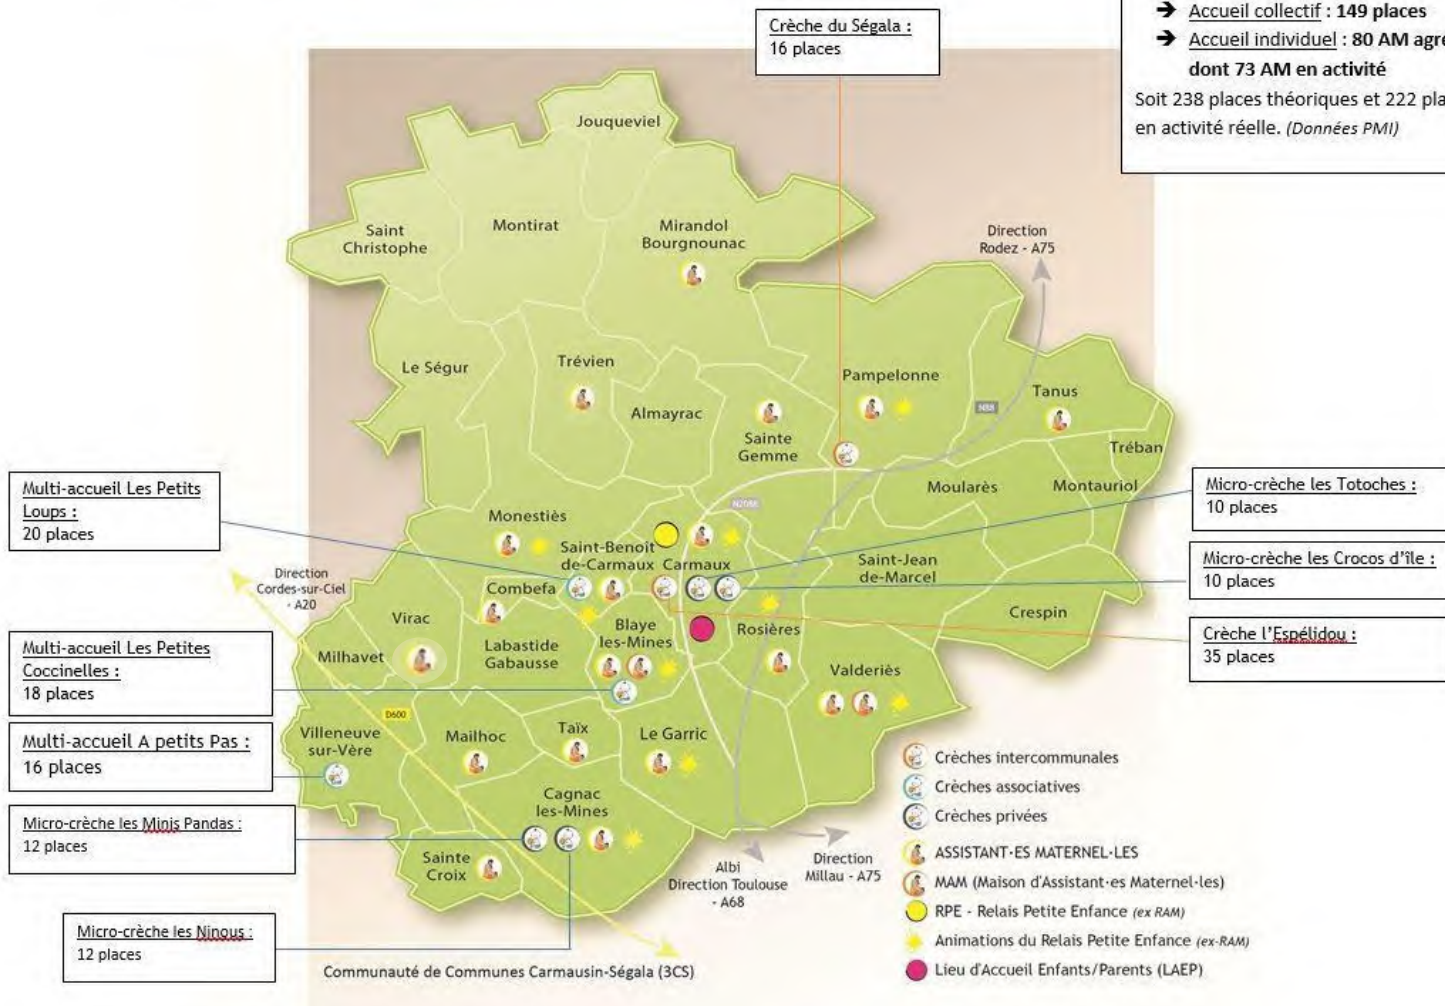 Crèche du Ségala :
16 places
➔ Accueil collectif : 149 places
➔ Accueil individuel : 80 AM agré
dont 73 AM en activité
Soit 238 places théoriques et 222 pla
en activité réelle. (Données PMI)
Jouqueviel
Saint
Christophe
Montirat
Mirandol
Bourgnounac
Direction
Rodez - A75
Le Ségur
Trévien
Almayrac
Sainte
Gemme
Pampelonne
N88
Tanus
Tréban
Moularès
Montauriol
N2088
Multi-accueil Les Petits
Loups :
20 places
Micro-crèche les Totoches :
10 places
Micro-crèche les Crocos d'île :
10 places
Crèche l'Espélidou :
35 places
Monestiès
Saint-Benoît
de-Carmaux
Carmaux
Saint-Jean
de-Marcel
Crespin
Direction
Cordes-sur-Ciel
- A20
Combefa
Virac
Milhavet
Labastide
Gabausse
Blaye
les-Mines
Rosières
Valderiès
Multi-accueil Les Petites
Coccinelles :
18 places
D600
Multi-accueil A petits Pas :
16 places
Villeneuve
sur-Vère
Mailhoc
Taïx
Le Garric
Cagnac
les-Mines
Micro-crèche les Minis Pandas :
12 places
Sainte
Croix
Micro-crèche les Ninous :
12 places
Albi
Direction Toulouse
- A68
Direction
Millau - A75
Crèches intercommunales
Crèches associatives
Crèches privées
ASSISTANT·ES MATERNEL·LES
MAM (Maison d'Assistant·es Maternel·les)
RPE - Relais Petite Enfance (ex RAM)
Animations du Relais Petite Enfance (ex-RAM)
Lieu d'Accueil Enfants/Parents (LAEP)
Communauté de Communes Carmausin-Ségala (3CS)